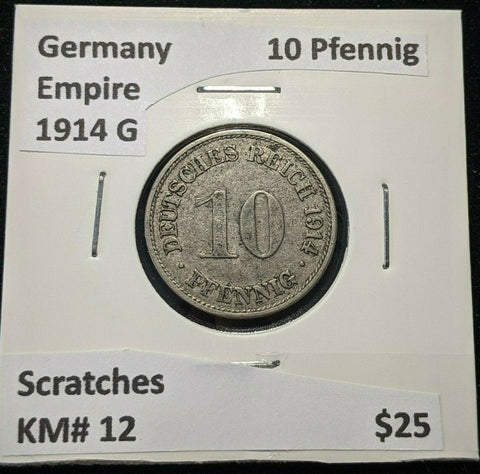 Germany
Empire
1914 G
10 Pfennig
DEUTSCHES REICH 1914
10
· PFENNIG ·
Scratches
KM# 12
$25